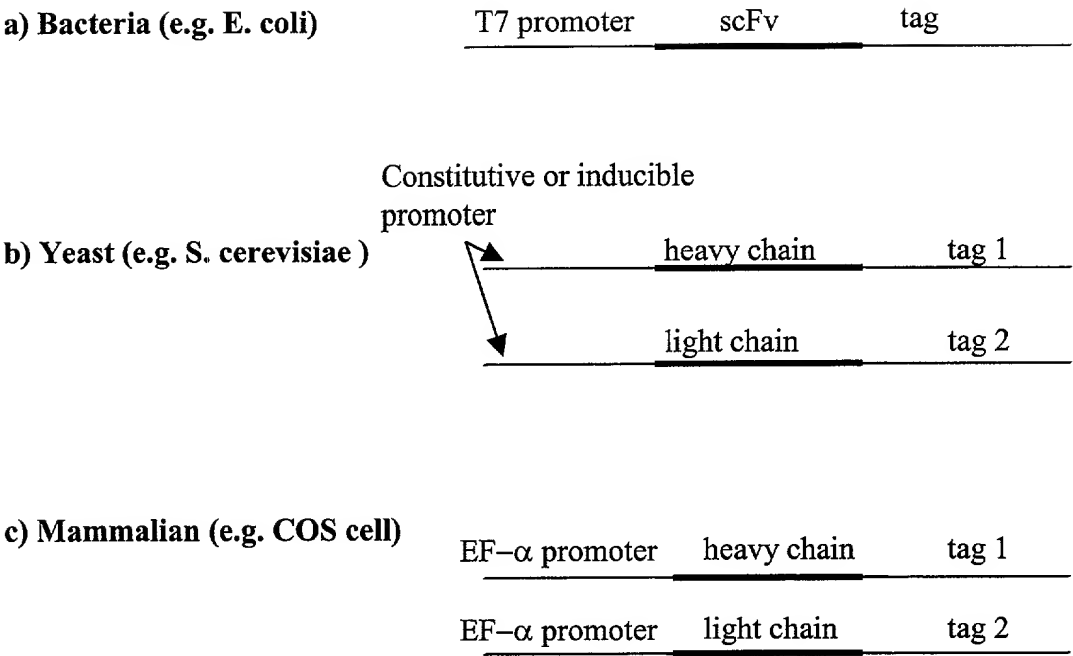 a) Bacteria (e.g. E. coli) T7 promoter scFv tag
Constitutive or inducible
promoter
b) Yeast (e.g. S. cerevisiae ) heavy chain tag 1
light chain tag 2
c) Mammalian (e.g. COS cell)
EF–α promoter heavy chain tag 1
EF–α promoter light chain tag 2